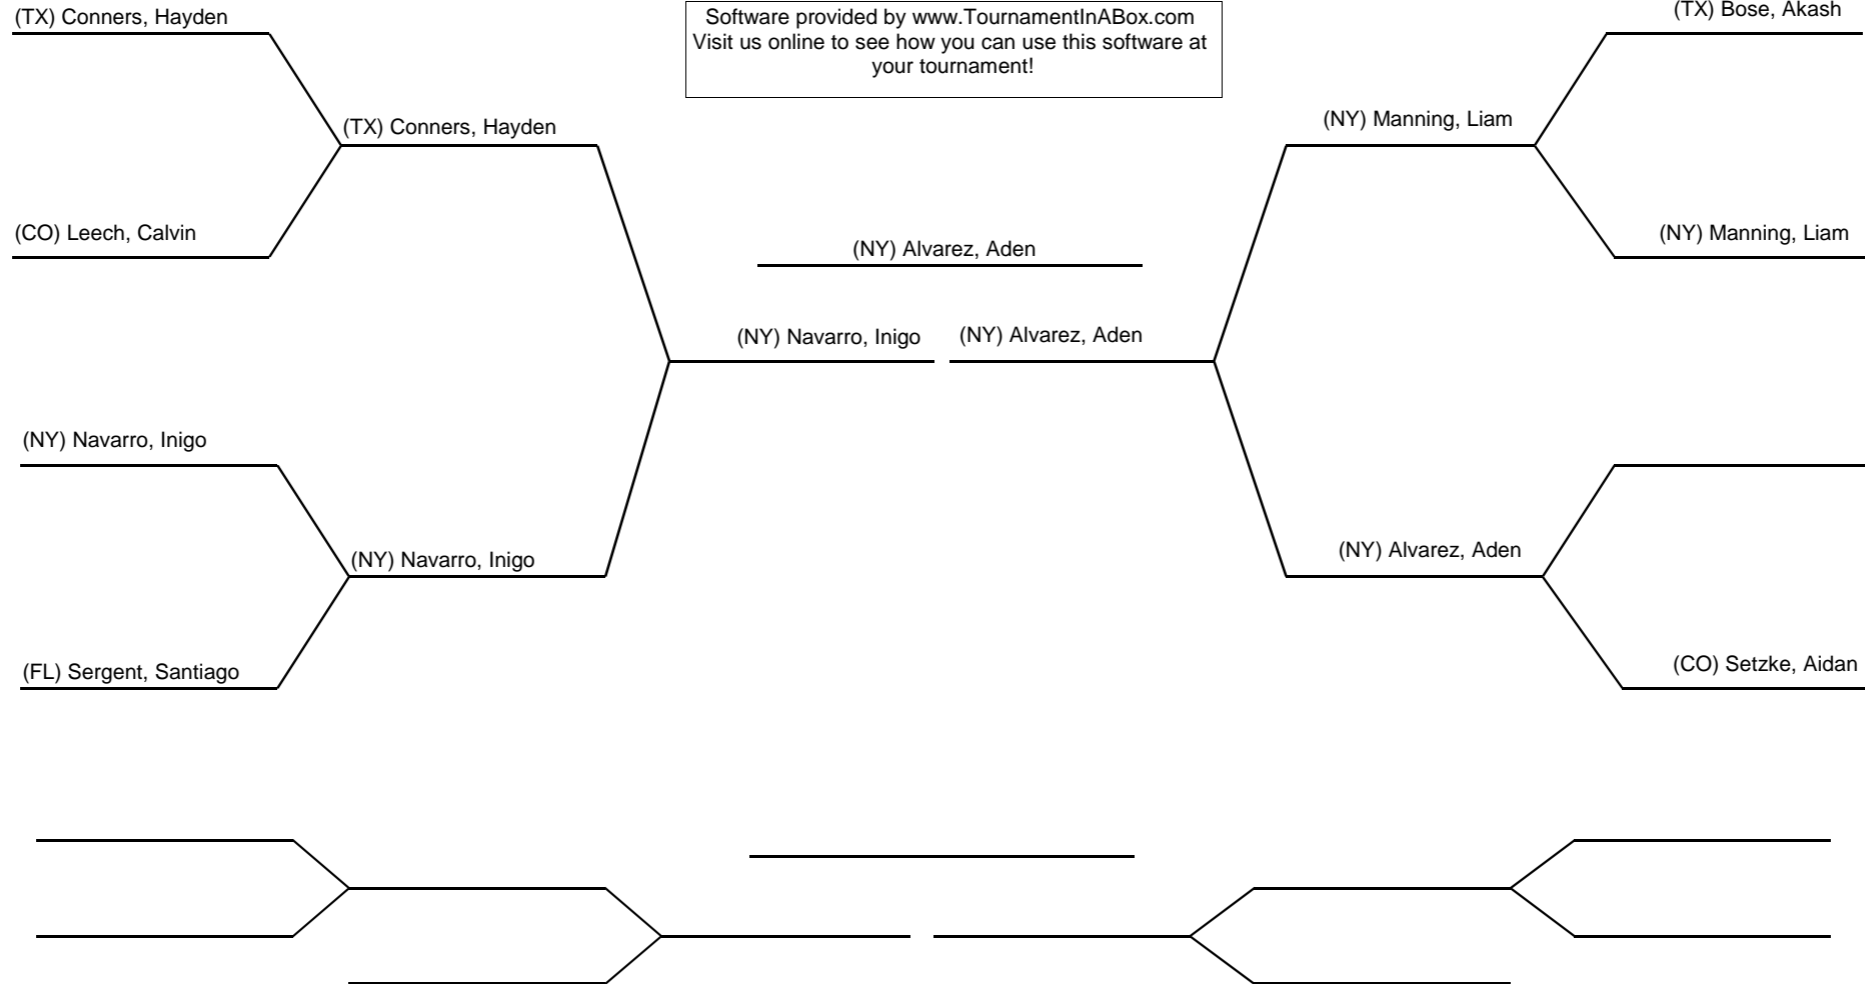 (TX) Conners, Hayden
Software provided by www.TournamentInABox.com
Visit us online to see how you can use this software at
your tournament!
(TX) Bose, Akash
(TX) Conners, Hayden
(NY) Manning, Liam
(CO) Leech, Calvin
(NY) Alvarez, Aden
(NY) Manning, Liam
(NY) Navarro, Inigo
(NY) Alvarez, Aden
(NY) Navarro, Inigo
(NY) Navarro, Inigo
(NY) Alvarez, Aden
(FL) Sergent, Santiago
(CO) Setzke, Aidan